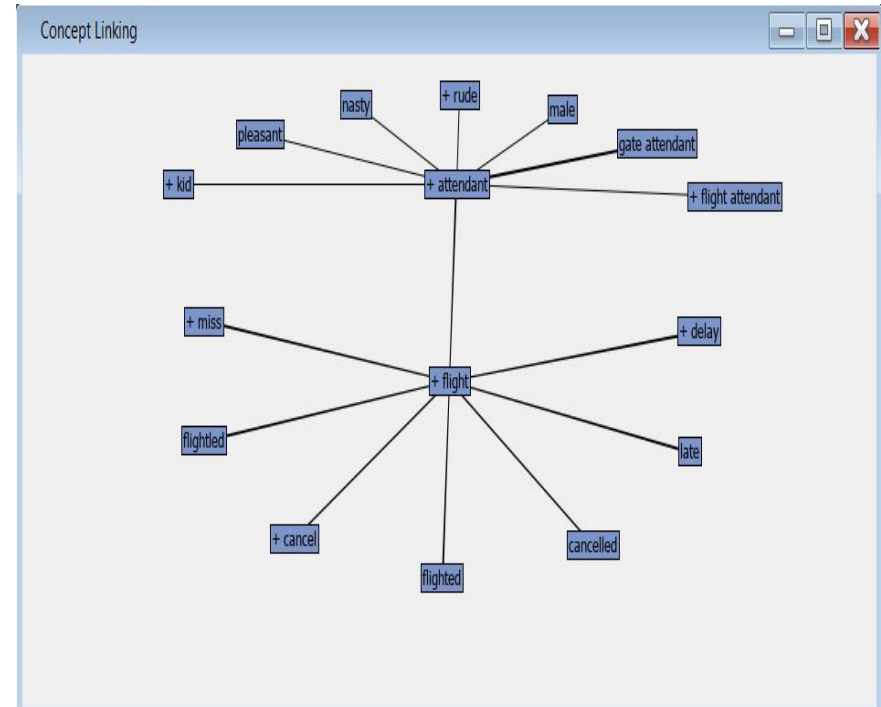 Concept Linking
+ rude
nasty
male
pleasant
gate attendant
+ kid
+ attendant
+ flight attendant
+ miss
+ delay
+ flight
flightled
late
+ cancel
cancelled
flighted